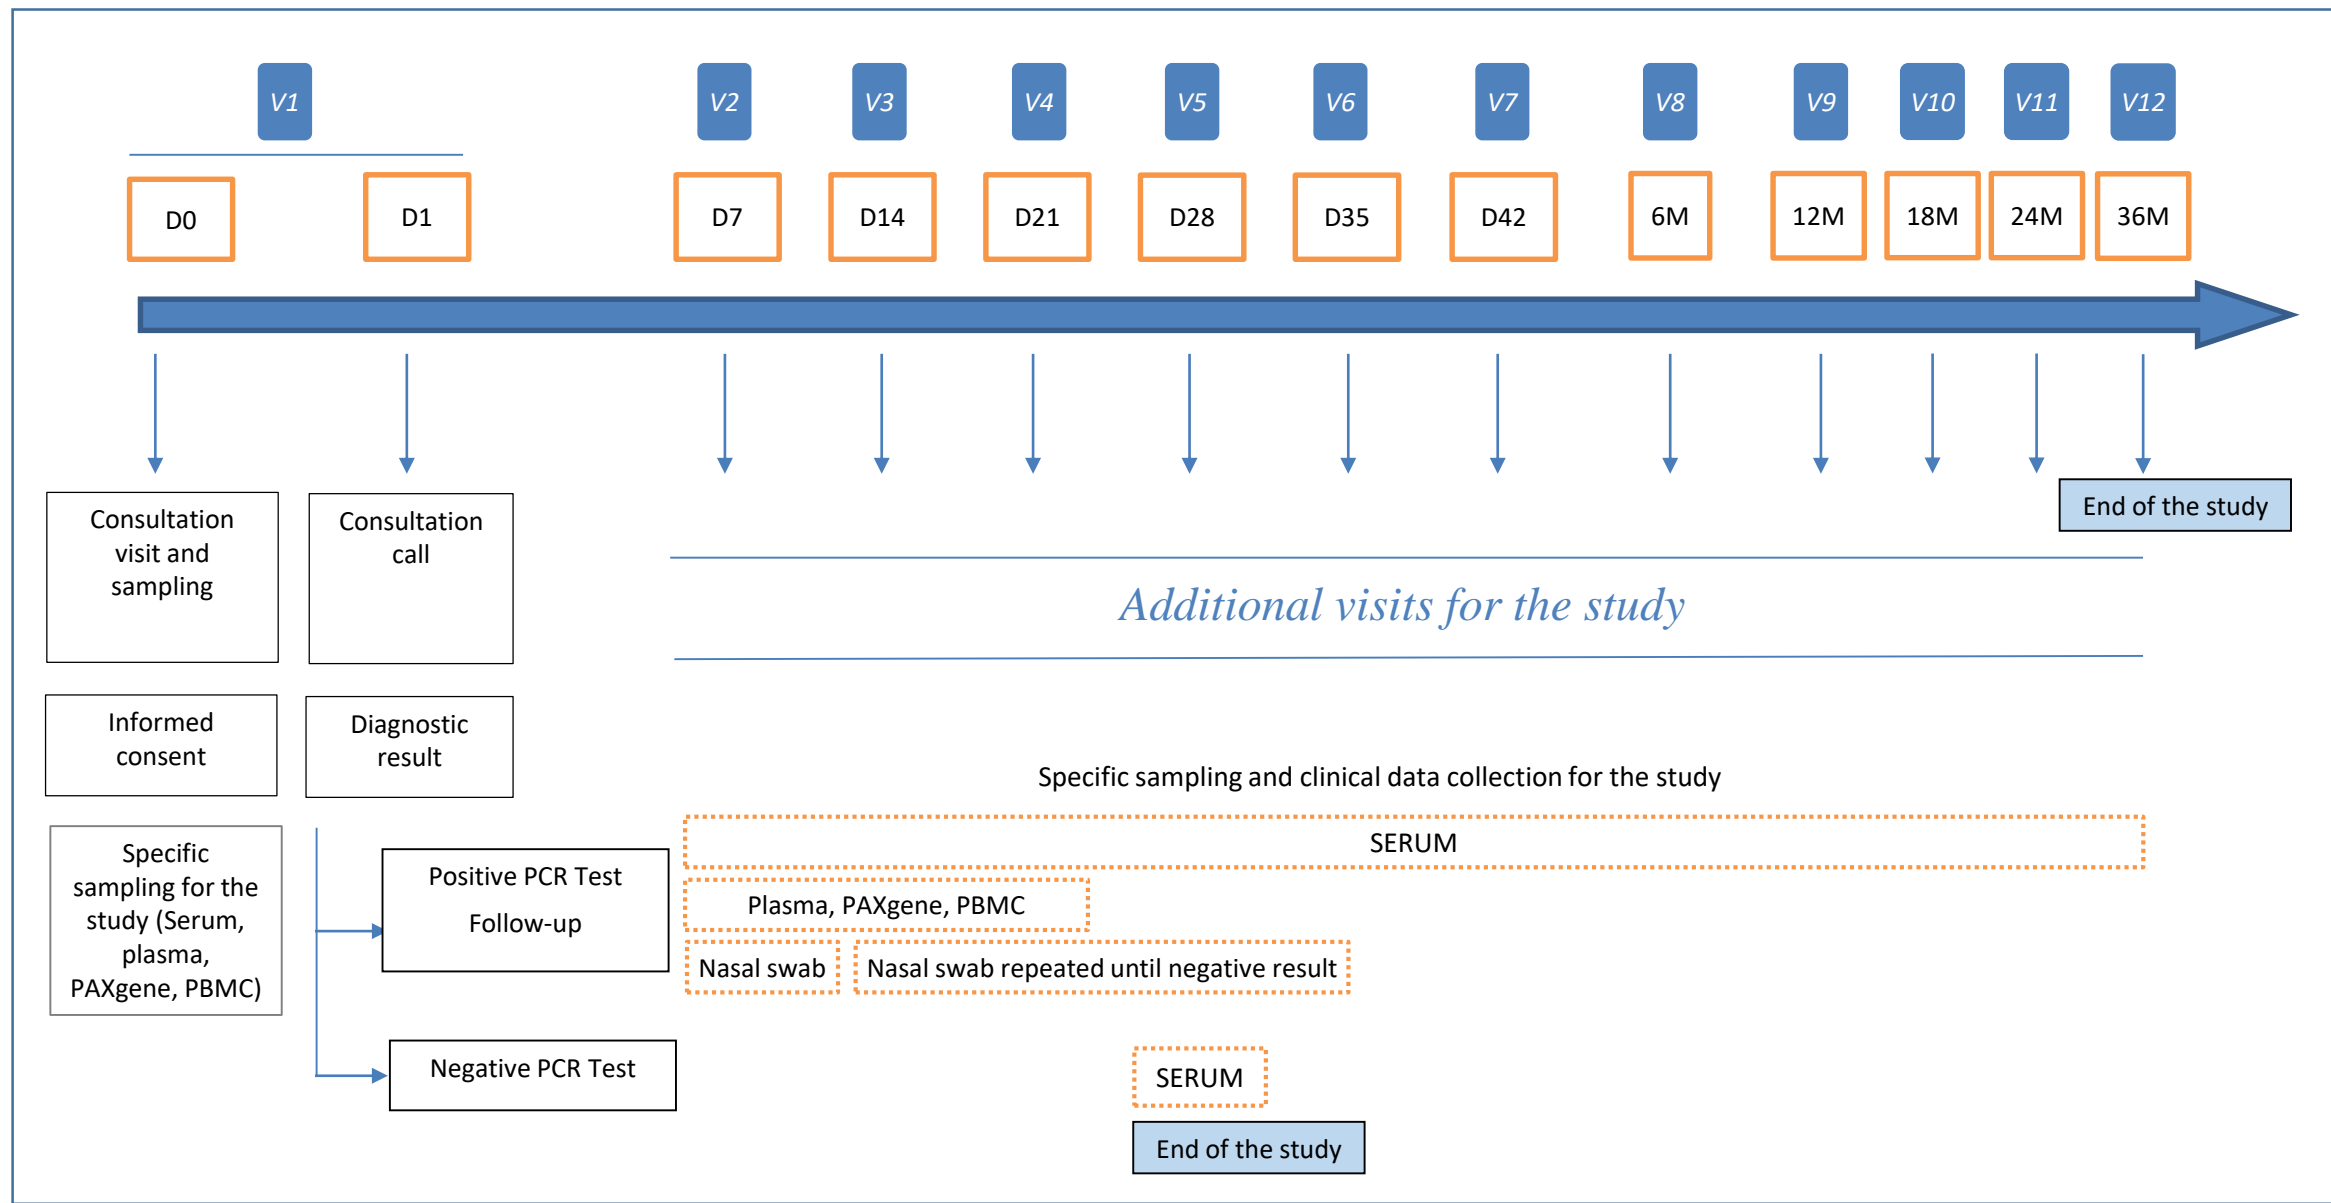 V1
V2
V3
V4
V5
V6
V7
V8
V9
V10
V11
V12
D0
D1
D7
D14
D21
D28
D35
D42
6M
12M
18M
24M
36M
Consultation
visit and
sampling
Consultation
call
End of the study
Additional visits for the study
Informed
consent
Diagnostic
result
Specific sampling and clinical data collection for the study
Specific
sampling for the
study (Serum,
plasma,
PAXgene, PBMC)
Positive PCR Test
Follow-up
SERUM
Plasma, PAXgene, PBMC
Nasal swab
Nasal swab repeated until negative result
Negative PCR Test
SERUM
End of the study